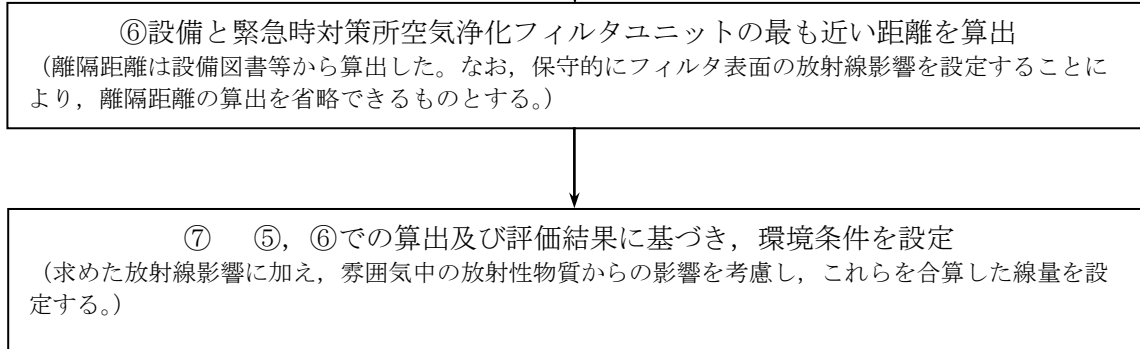 ⑥設備と緊急時対策所空気浄化フィルタユニットの最も近い距離を算出
（離隔距離は設備図書等から算出した。なお，保守的にフィルタ表面の放射線影響を設定することに
より，離隔距離の算出を省略できるものとする。）
⑦　⑤，⑥での算出及び評価結果に基づき，環境条件を設定
（求めた放射線影響に加え，雰囲気中の放射性物質からの影響を考慮し，これらを合算した線量を設
定する。）